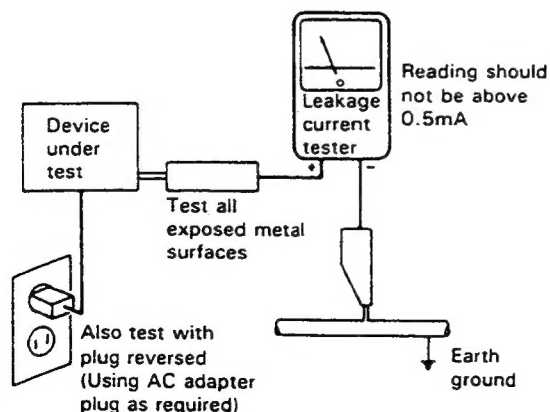 Device
under
test
Leakage
current
tester
+ -
Reading should
not be above
0.5mA
Test all
exposed metal
surfaces
Also test with
plug reversed
(Using AC adapter
plug as required)
Earth
ground